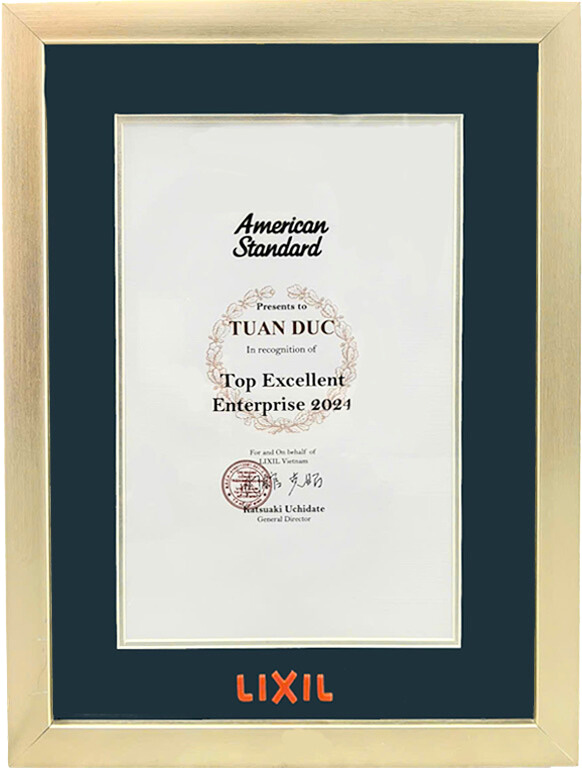 American
Standard
Presents to
TUAN DUC
In recognition of
Top Excellent
Enterprise 2024
For and On behalf of
LIXIL Vietnam
Katsuaki Uchidate
General Director
LIXIL